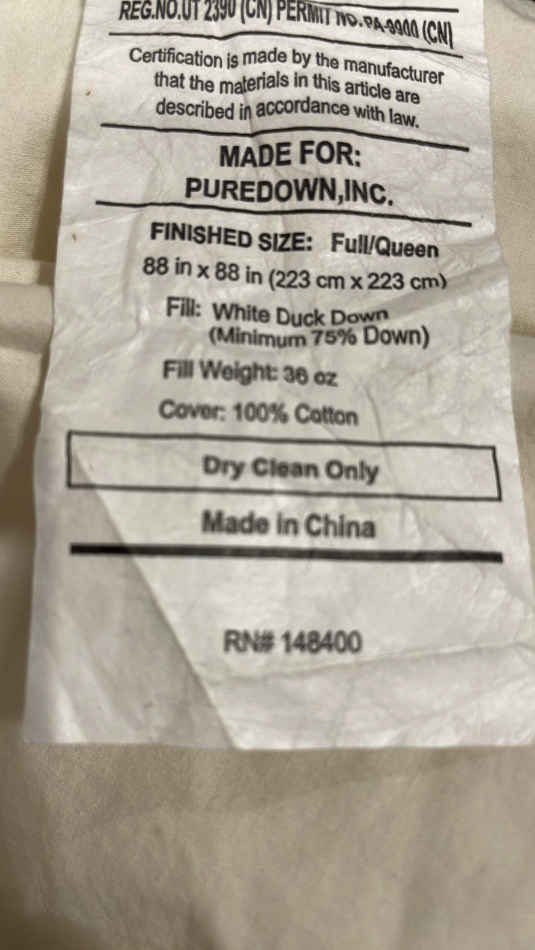 REG.NO.UT 2390 (CN) PERMIT NO. PA-9900 (CN)
Certification is made by the manufacturer
that the materials in this article are
described in accordance with law.
MADE FOR:
PUREDOWN,INC.
FINISHED SIZE: Full/Queen
88 in x 88 in (223 cm x 223 cm)
Fill: White Duck Down
(Minimum 75% Down)
Fill Weight: 36 oz
Cover: 100% Cotton
Dry Clean Only
Made in China
RN# 148400